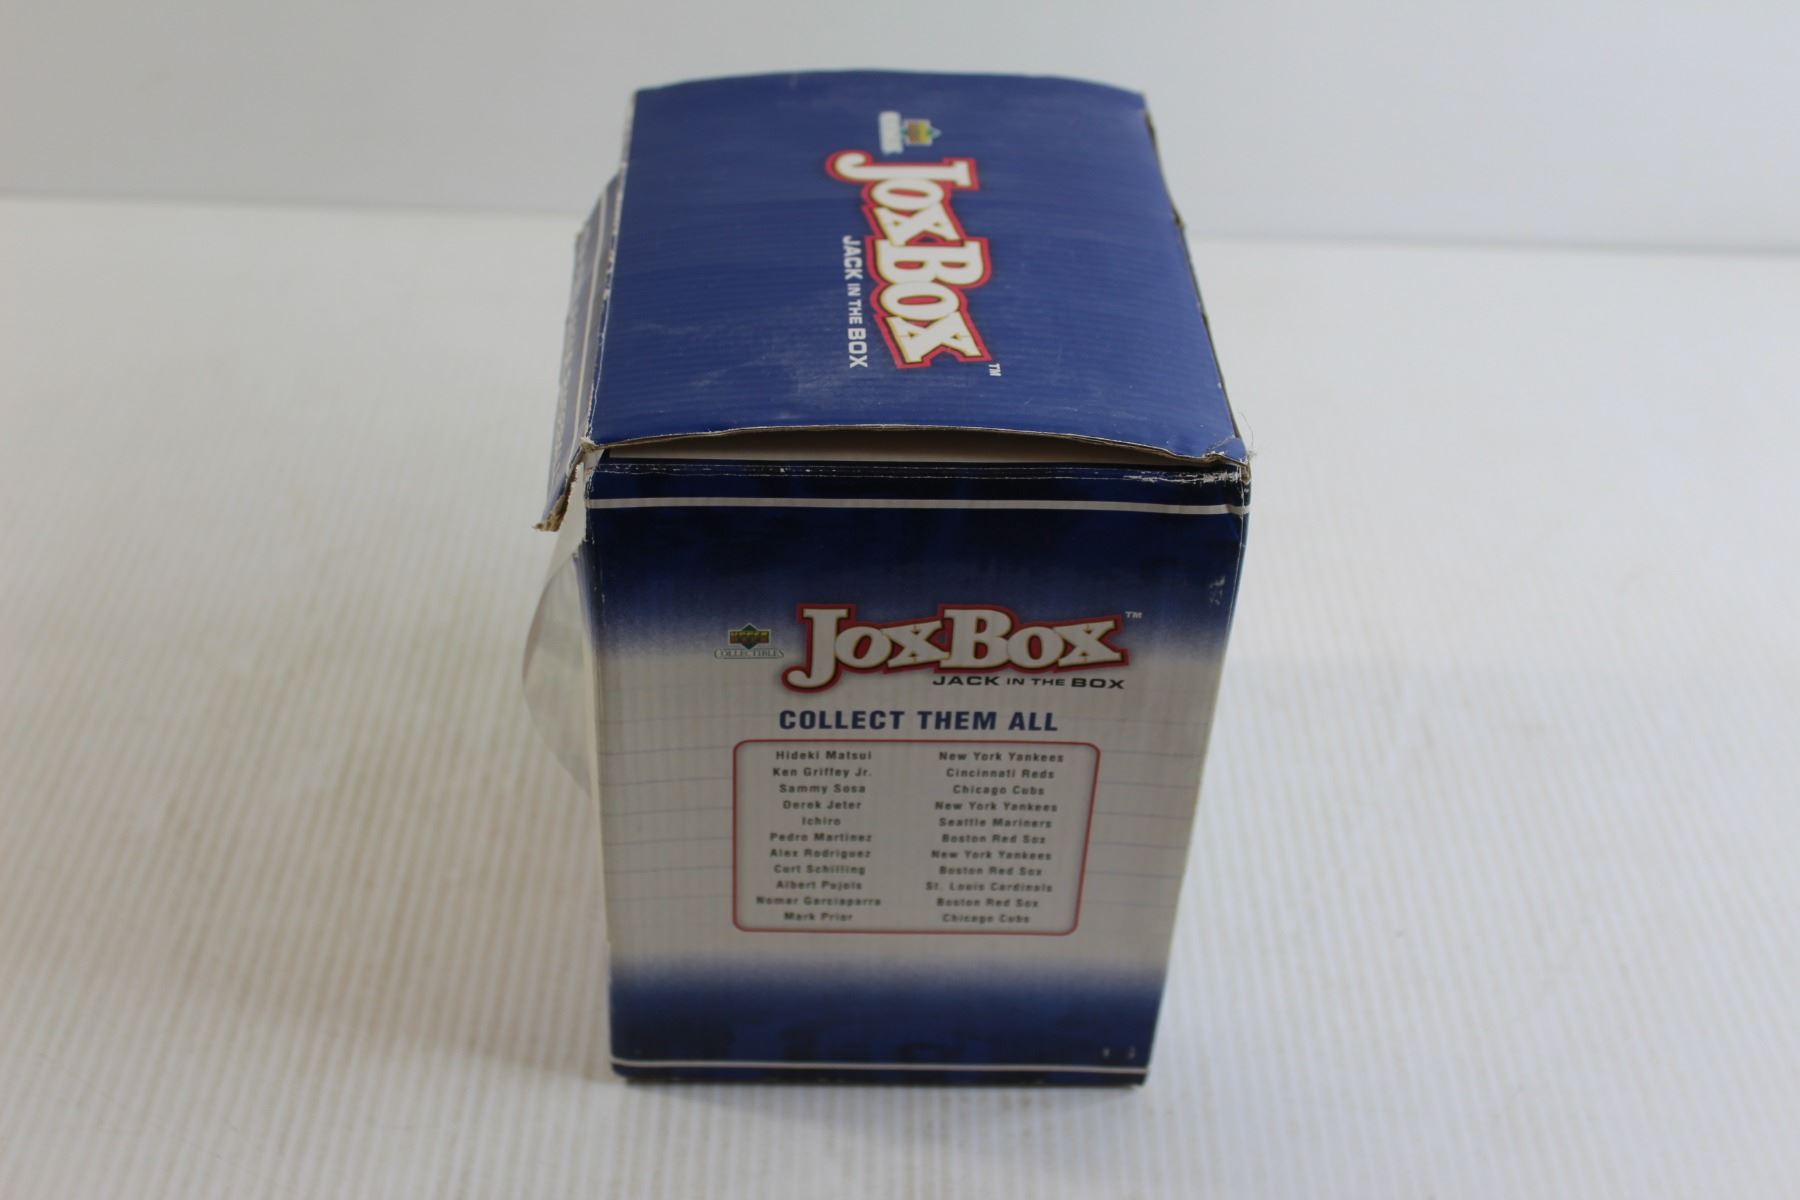 JoxBox™
JACK IN THE BOX
UPPER DECK
COLLECTIBLES
JoxBox™
JACK IN THE BOX
COLLECT THEM ALL
Hideki Matsui New York Yankees
Ken Griffey Jr. Cincinnati Reds
Sammy Sosa Chicago Cubs
Derek Jeter New York Yankees
Ichiro Seattle Mariners
Pedro Martinez Boston Red Sox
Alex Rodriguez New York Yankees
Curt Schilling Boston Red Sox
Albert Pujols St. Louis Cardinals
Nomar Garciaparra Boston Red Sox
Mark Prior Chicago Cubs